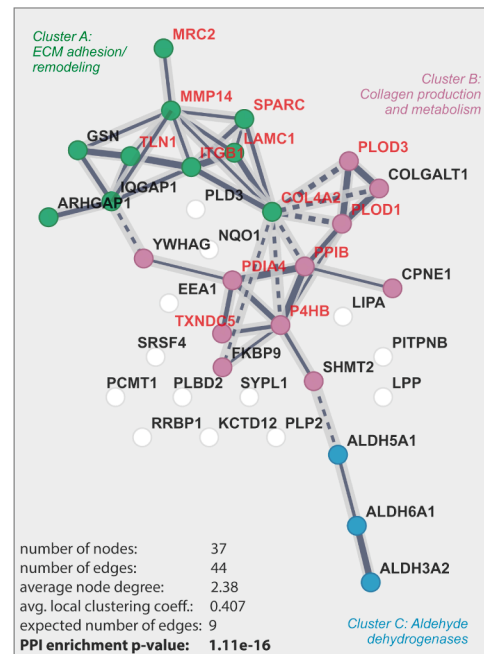 Cluster A:
ECM adhesion/
remodeling
MRC2
Cluster B:
Collagen production
and metabolism
MMP14
SPARC
GSN
TLN1
LAMC1
ITGB1
PLOD3
COLGALT1
IQGAP1
ARHGAP1
PLD3
COL4A2
PLOD1
YWHAG
NQO1
PPIB
PDIA4
CPNE1
EEA1
LIPA
TXNDC5
P4HB
SRSF4
FKBP9
PITPNB
SHMT2
PCMT1
PLBD2
SYPL1
LPP
RRBP1
KCTD12
PLP2
ALDH5A1
ALDH6A1
ALDH3A2
number of nodes: 37
number of edges: 44
average node degree: 2.38
avg. local clustering coeff.: 0.407
expected number of edges: 9
PPI enrichment p-value: 1.11e-16
Cluster C: Aldehyde
dehydrogenases